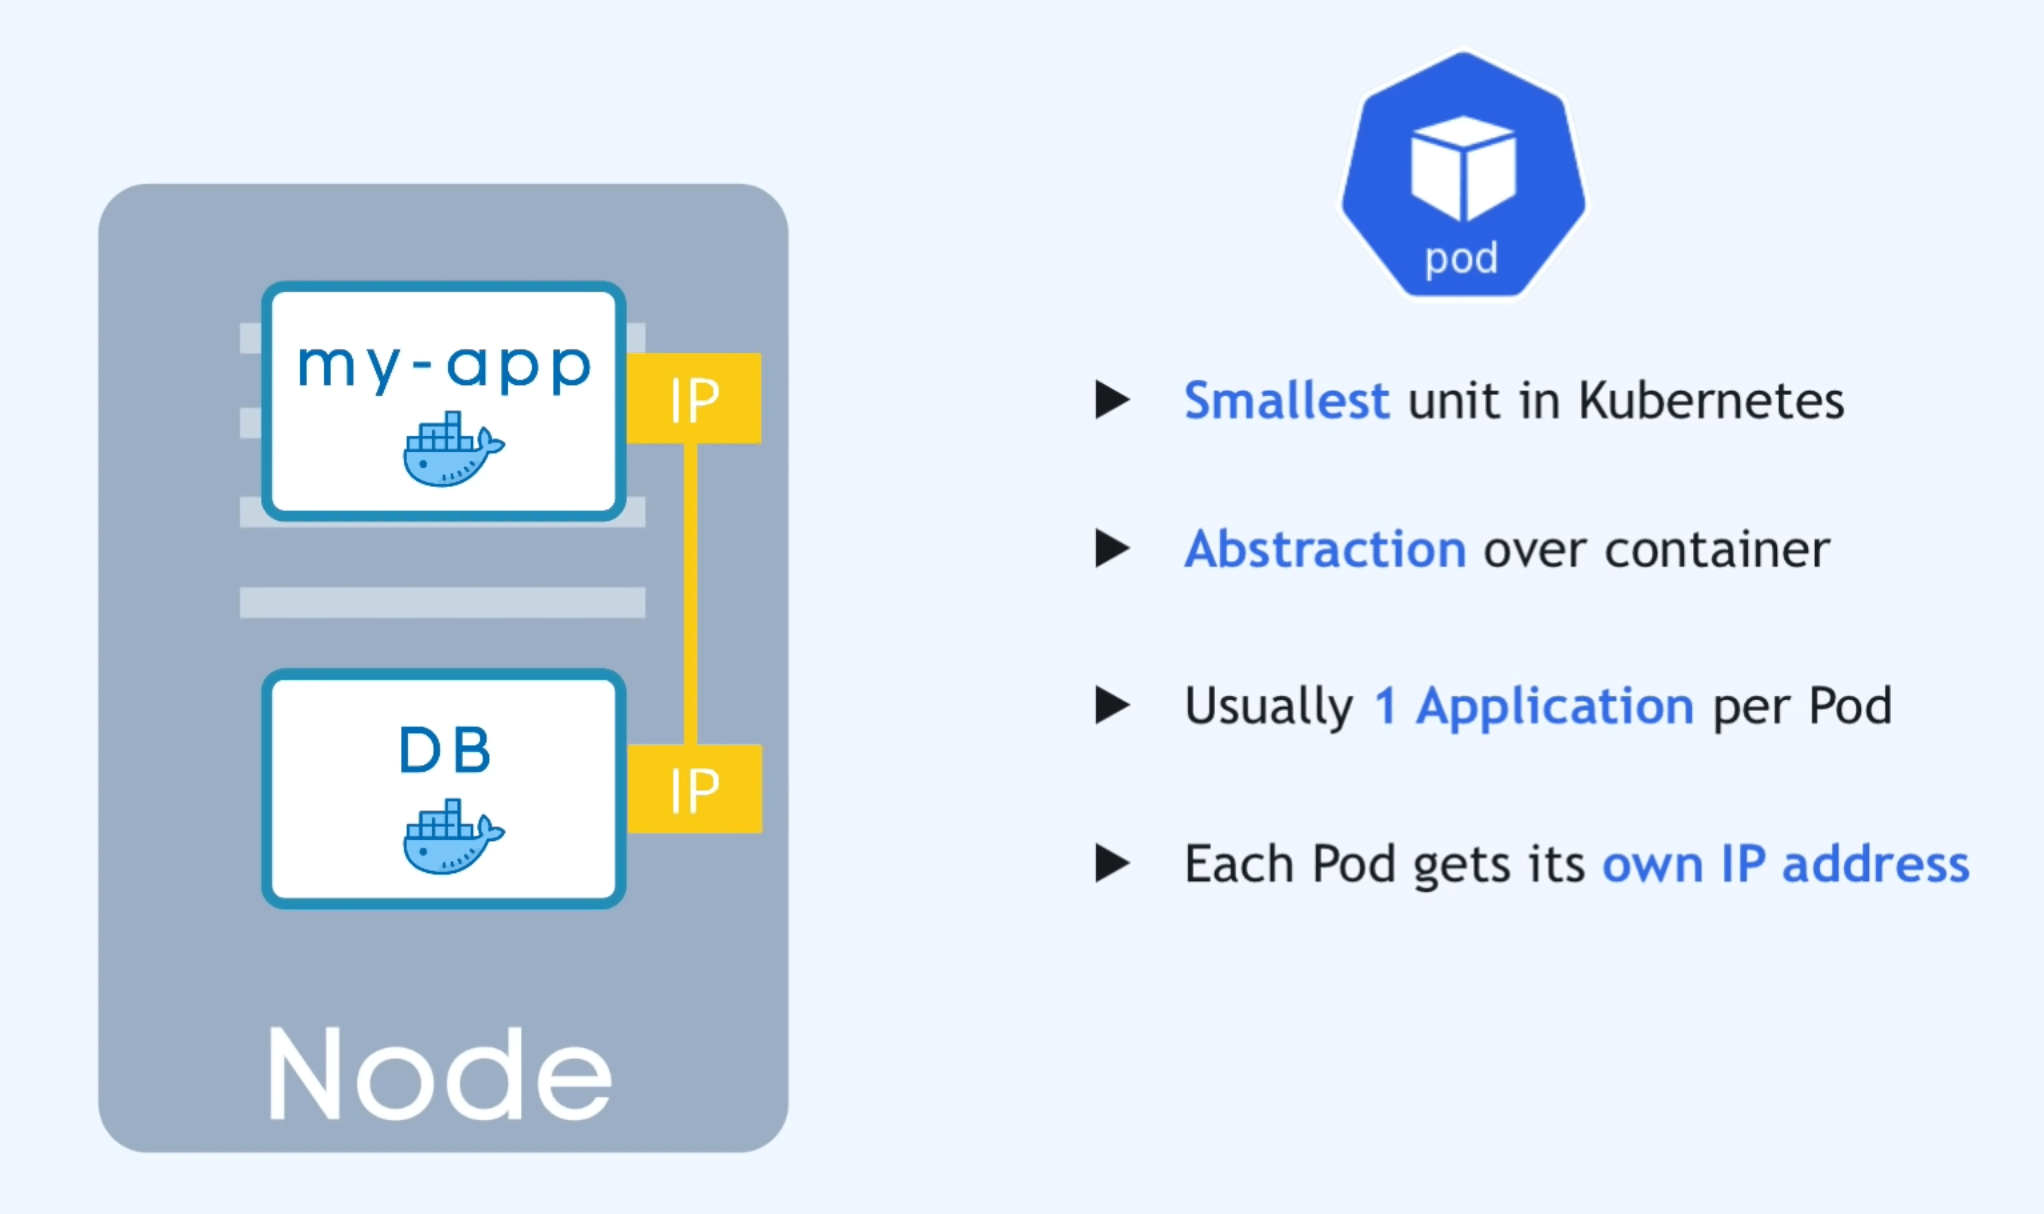 my-app
IP
DB
IP
Node
pod
Smallest unit in Kubernetes
Abstraction over container
Usually 1 Application per Pod
Each Pod gets its own IP address